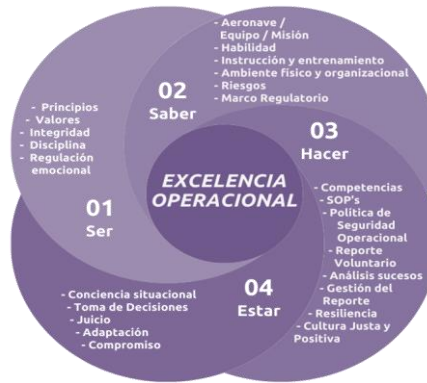 - Principios
- Valores
- Integridad
- Disciplina
- Regulación
emocional
01
Ser
02
Saber
- Aeronave /
Equipo / Misión
- Habilidad
- Instrucción y entrenamiento
- Ambiente físico y organizacional
- Riesgos
- Marco Regulatorio
EXCELENCIA
OPERACIONAL
03
Hacer
- Competencias
- SOP's
- Política de
Seguridad
Operacional
- Reporte
Voluntario
- Análisis sucesos
- Gestión del
Reporte
- Resiliencia
- Cultura Justa y
Positiva
04
Estar
- Conciencia situacional
- Toma de Decisiones
- Juicio
- Adaptación
- Compromiso